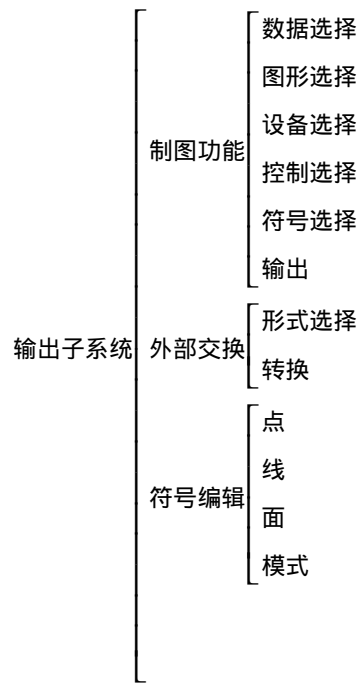 输出子系统
制图功能
数据选择
图形选择
设备选择
控制选择
符号选择
输出
外部交换
形式选择
转换
符号编辑
点
线
面
模式